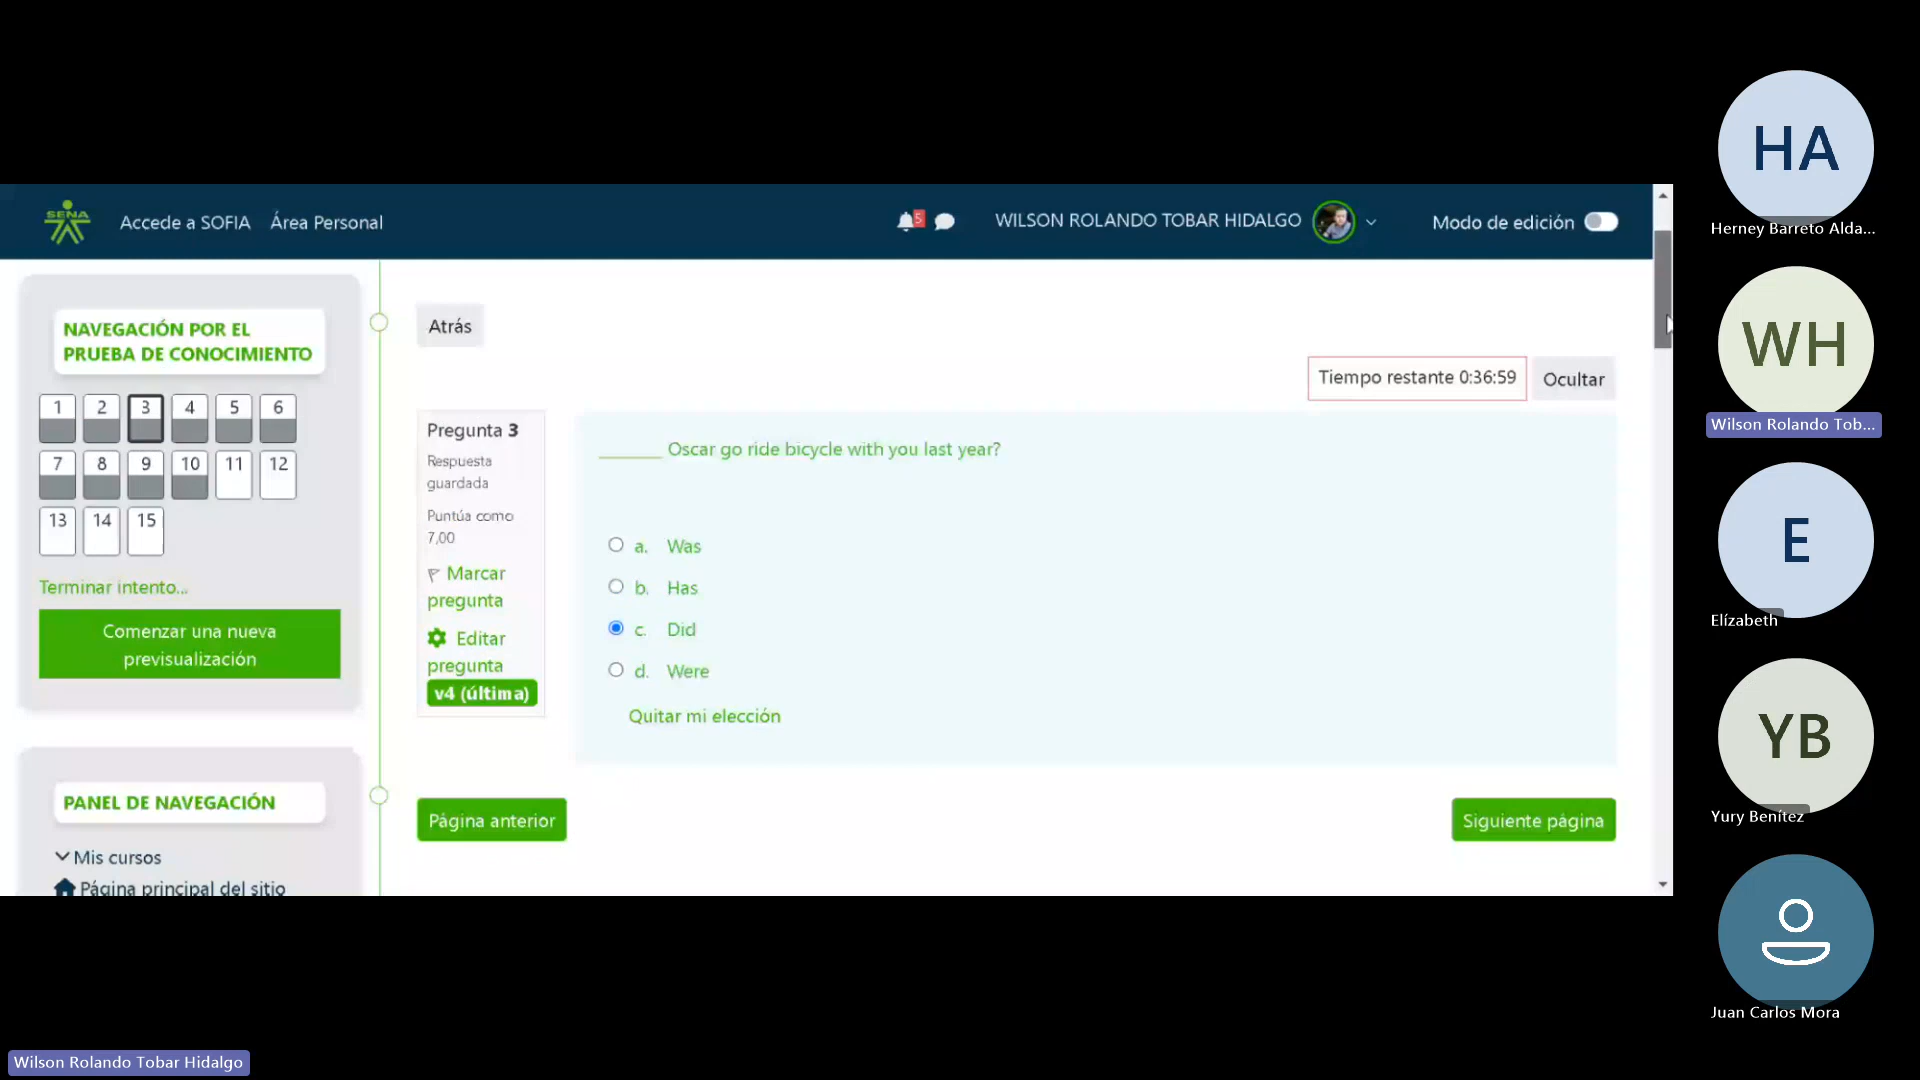 SENA
Accede a SOFIA
Área Personal
5
WILSON ROLANDO TOBAR HIDALGO
Modo de edición
NAVEGACIÓN POR EL
PRUEBA DE CONOCIMIENTO
1 2 3 4 5 6
7 8 9 10 11 12
13 14 15
Terminar intento...
Comenzar una nueva
previsualización
PANEL DE NAVEGACIÓN
Mis cursos
Página principal del sitio
Atrás
Tiempo restante 0:36:59
Ocultar
Pregunta 3
Respuesta
guardada
Puntúa como
7,00
Marcar
pregunta
Editar
pregunta
v4 (última)
_______ Oscar go ride bicycle with you last year?
a. Was
b. Has
c. Did
d. Were
Quitar mi elección
Página anterior
Siguiente página
HA
Herney Barreto Alda...
WH
Wilson Rolando Tob...
E
Elízabeth
YB
Yury Benítez
Juan Carlos Mora
Wilson Rolando Tobar Hidalgo